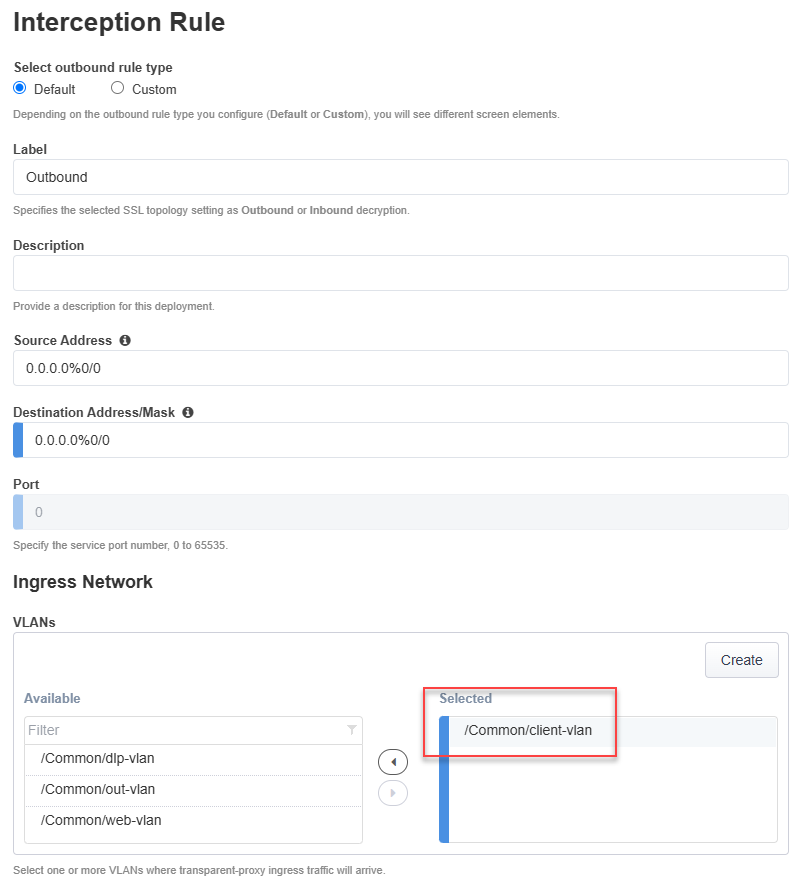 Interception Rule
Select outbound rule type
Default Custom
Depending on the outbound rule type you configure (Default or Custom), you will see different screen elements.
Label
Outbound
Specifies the selected SSL topology setting as Outbound or Inbound decryption.
Description
Provide a description for this deployment.
Source Address
0.0.0.0%0/0
Destination Address/Mask
0.0.0.0%0/0
Port
0
Specify the service port number, 0 to 65535.
Ingress Network
VLANs
Create
Available
Filter
/Common/dlp-vlan
/Common/out-vlan
/Common/web-vlan
Selected
/Common/client-vlan
Select one or more VLANs where transparent-proxy ingress traffic will arrive.